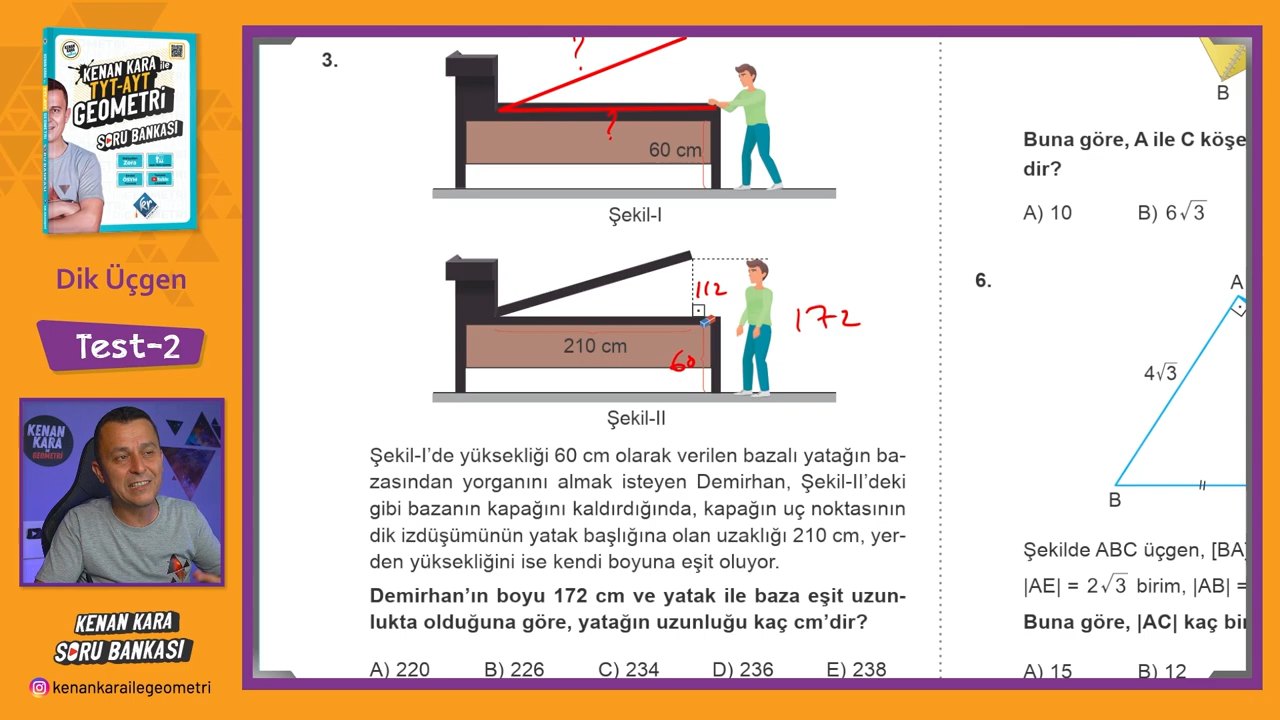 KENAN KARA ile
TYT-AYT
GEOMETRİ
SORU BANKASI
Dik Üçgen
Test-2
KENAN
KARA
GEOMETRİ
KENAN KARA
SORU BANKASI
kenankarailegeometri
3.
?
?
60 cm
Şekil-I
112
172
210 cm
60
Şekil-II
Şekil-I'de yüksekliği 60 cm olarak verilen bazalı yatağın ba-
zasından yorganını almak isteyen Demirhan, Şekil-II'deki
gibi bazanın kapağını kaldırdığında, kapağın uç noktasının
dik izdüşümünün yatak başlığına olan uzaklığı 210 cm, yer-
den yüksekliğini ise kendi boyuna eşit oluyor.
Demirhan'ın boyu 172 cm ve yatak ile baza eşit uzun-
lukta olduğuna göre, yatağın uzunluğu kaç cm'dir?
A) 220 B) 226 C) 234 D) 236 E) 238
B
Buna göre, A ile C köşe
dir?
A) 10 B) 6√3
6.
A
4√3
B
Şekilde ABC üçgen, [BA]
|AE| = 2√3 birim, |AB| =
Buna göre, |AC| kaç bir
A) 15 B) 12